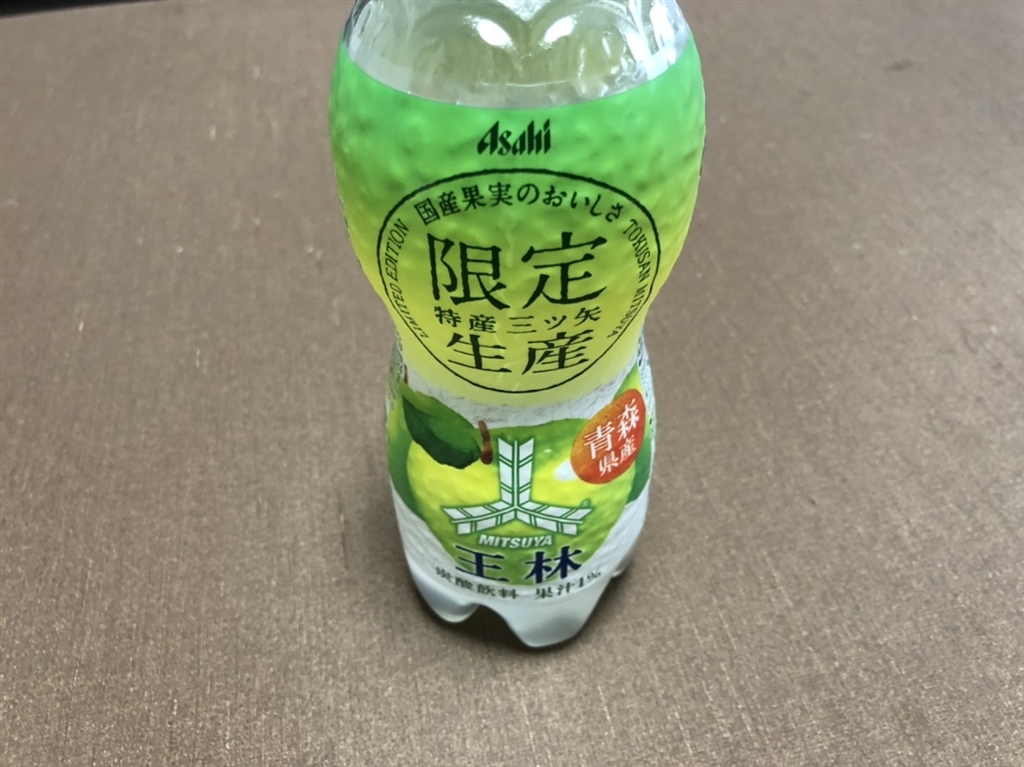 Asahi
国産果実のおいしさ
LIMITED EDITION
TOKUSAN MITSUYA
限定
特産三ツ矢
生産
青森
県産
MITSUYA
王林
炭酸飲料 果汁1%